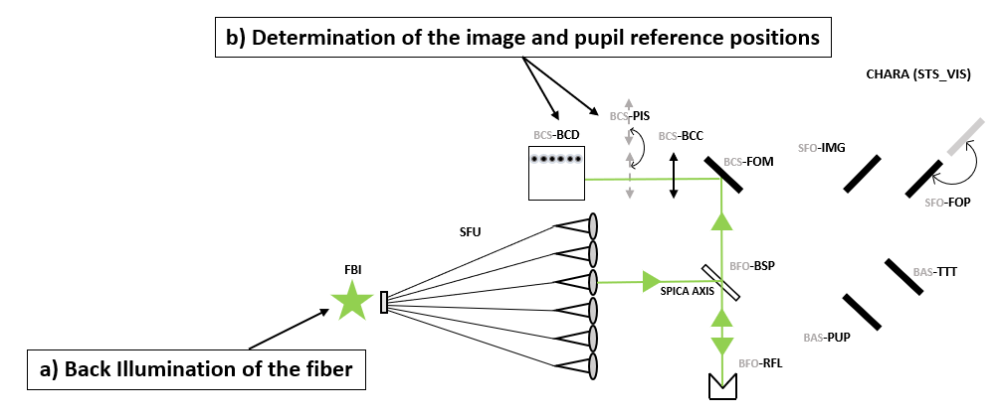 b) Determination of the image and pupil reference positions
CHARA (STS_VIS)
BCS-PIS
BCS-BCD
BCS-BCC
SFO-IMG
BCS-FOM
SFO-FOP
SFU
FBI
BFO-BSP
BAS-TTT
SPICA AXIS
BAS-PUP
BFO-RFL
a) Back Illumination of the fiber